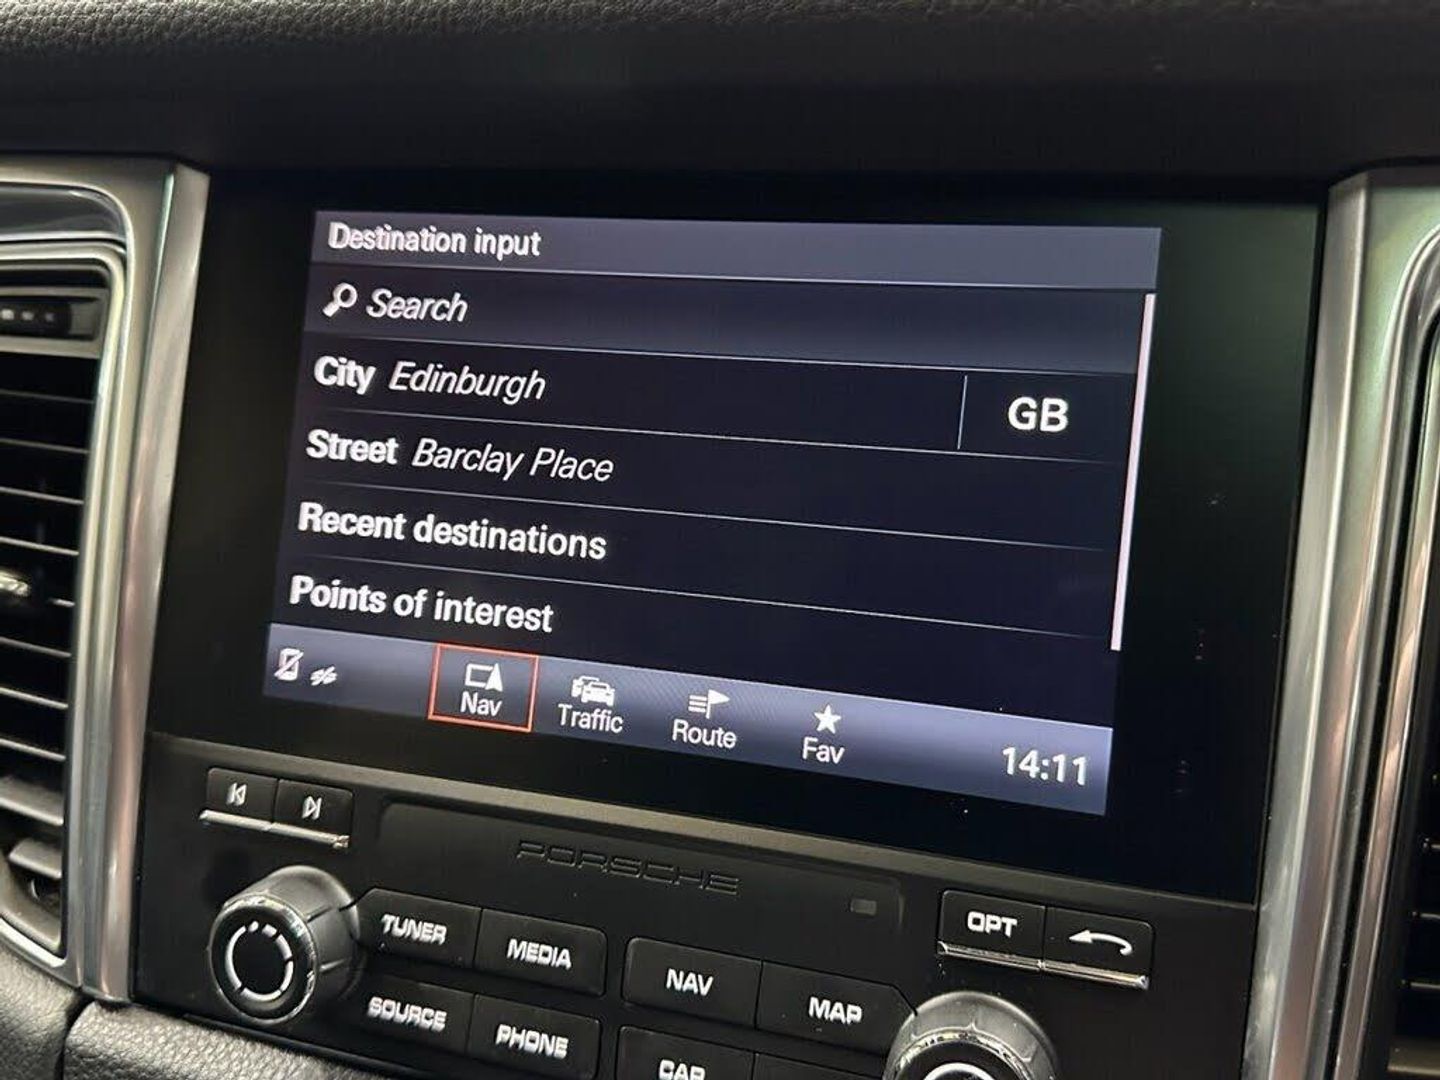 Destination input
Search
City Edinburgh GB
Street Barclay Place
Recent destinations
Points of interest
Nav Traffic Route Fav 14:11
PORSCHE
TUNER MEDIA NAV MAP OPT
SOURCE PHONE CAR